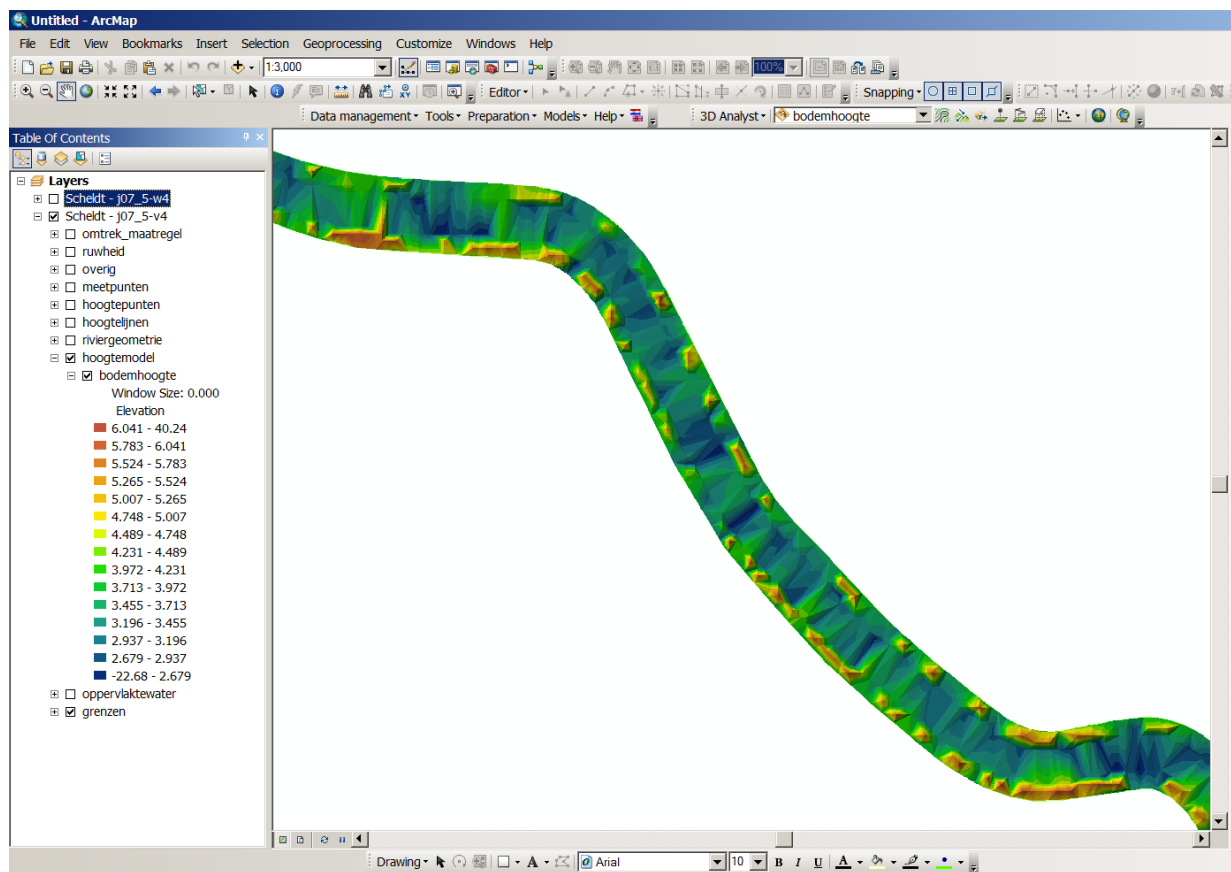 Untitled - ArcMap
File Edit View Bookmarks Insert Selection Geoprocessing Customize Windows Help
1:3,000 100%
Editor Snapping
Data management Tools Preparation Models Help 3D Analyst bodemhoogte
Table Of Contents
Layers
Scheldt - j07_5-w4
Scheldt - j07_5-v4
omtrek_maatregel
ruwheid
overig
meetpunten
hoogtepunten
hoogtelijnen
riviergeometrie
hoogtemodel
bodemhoogte
Window Size: 0.000
Elevation
6.041 - 40.24
5.783 - 6.041
5.524 - 5.783
5.265 - 5.524
5.007 - 5.265
4.748 - 5.007
4.489 - 4.748
4.231 - 4.489
3.972 - 4.231
3.713 - 3.972
3.455 - 3.713
3.196 - 3.455
2.937 - 3.196
2.679 - 2.937
-22.68 - 2.679
oppervlaktewater
grenzen
Drawing A Arial 10 B I U A